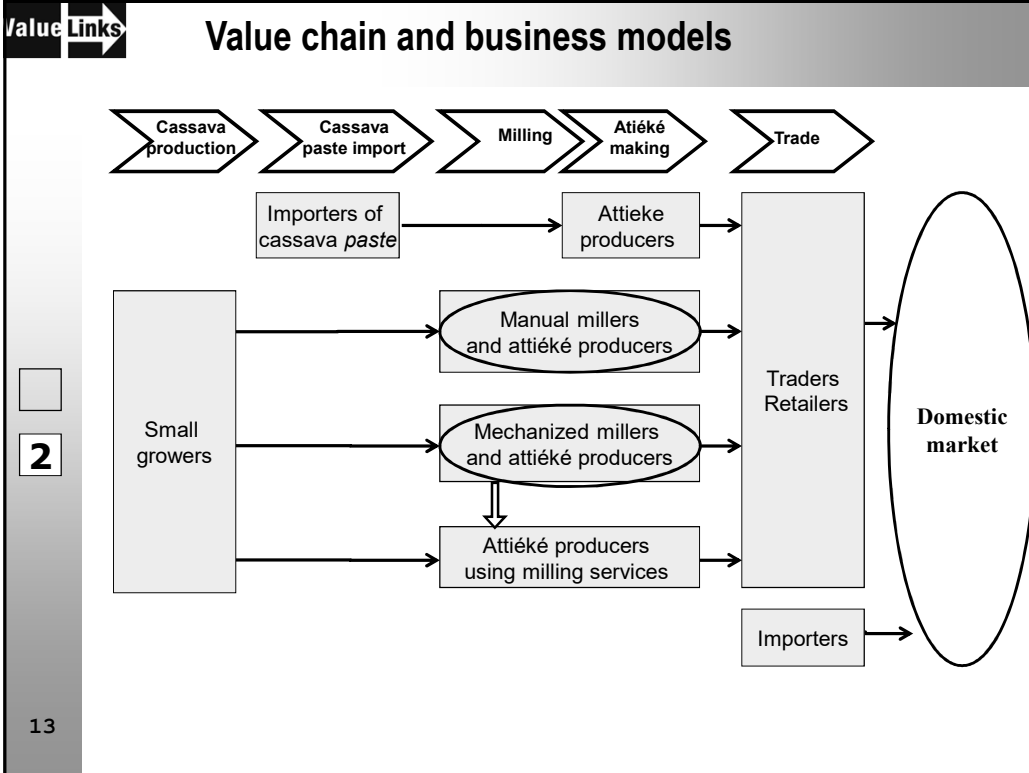 Value Links
Value chain and business models
Cassava
production
Cassava
paste import
Milling
Atiéké
making
Trade
Importers of
cassava paste
Attieke
producers
Manual millers
and attiéké producers
Traders
Retailers
Small
growers
Mechanized millers
and attiéké producers
Domestic
market
2
Attiéké producers
using milling services
Importers
13